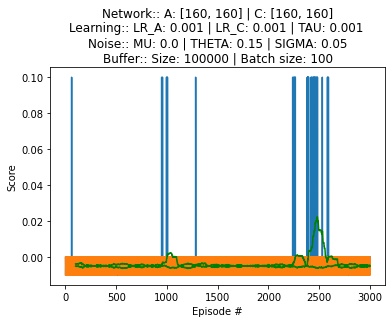 Network:: A: [160, 160] | C: [160, 160]
Learning:: LR_A: 0.001 | LR_C: 0.001 | TAU: 0.001
Noise:: MU: 0.0 | THETA: 0.15 | SIGMA: 0.05
Buffer:: Size: 100000 | Batch size: 100
0.10
0.08
0.06
0.04
0.02
0.00
Score
0 500 1000 1500 2000 2500 3000
Episode #